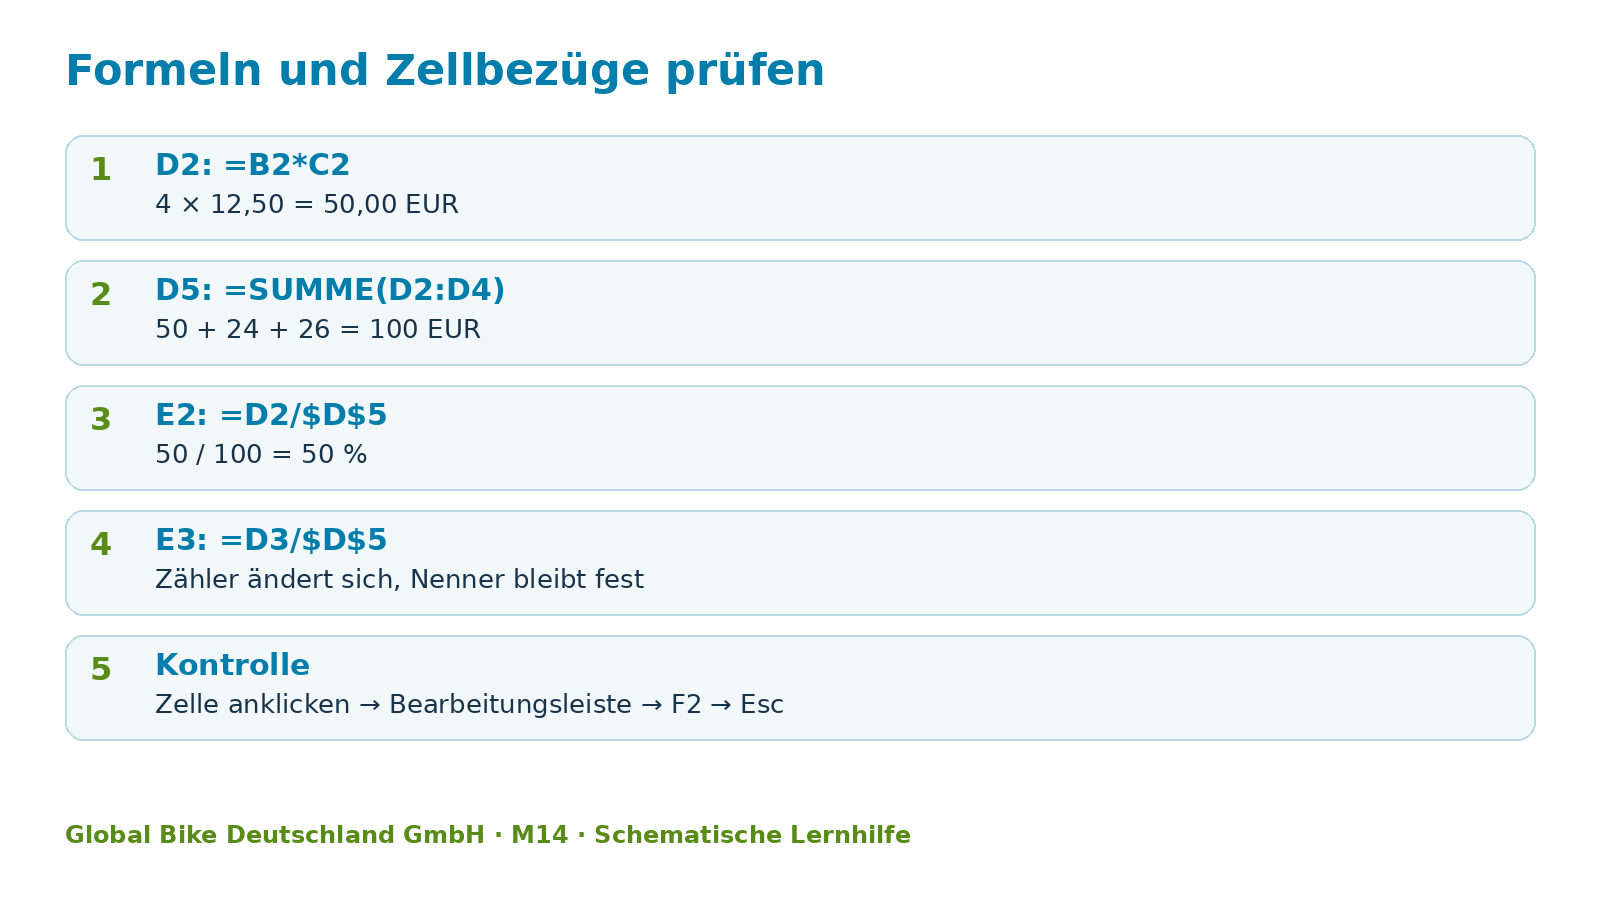 Formeln und Zellbezüge prüfen
1
D2: =B2*C2
4 × 12,50 = 50,00 EUR
2
D5: =SUMME(D2:D4)
50 + 24 + 26 = 100 EUR
3
E2: =D2/$D$5
50 / 100 = 50 %
4
E3: =D3/$D$5
Zähler ändert sich, Nenner bleibt fest
5
Kontrolle
Zelle anklicken → Bearbeitungsleiste → F2 → Esc
Global Bike Deutschland GmbH · M14 · Schematische Lernhilfe